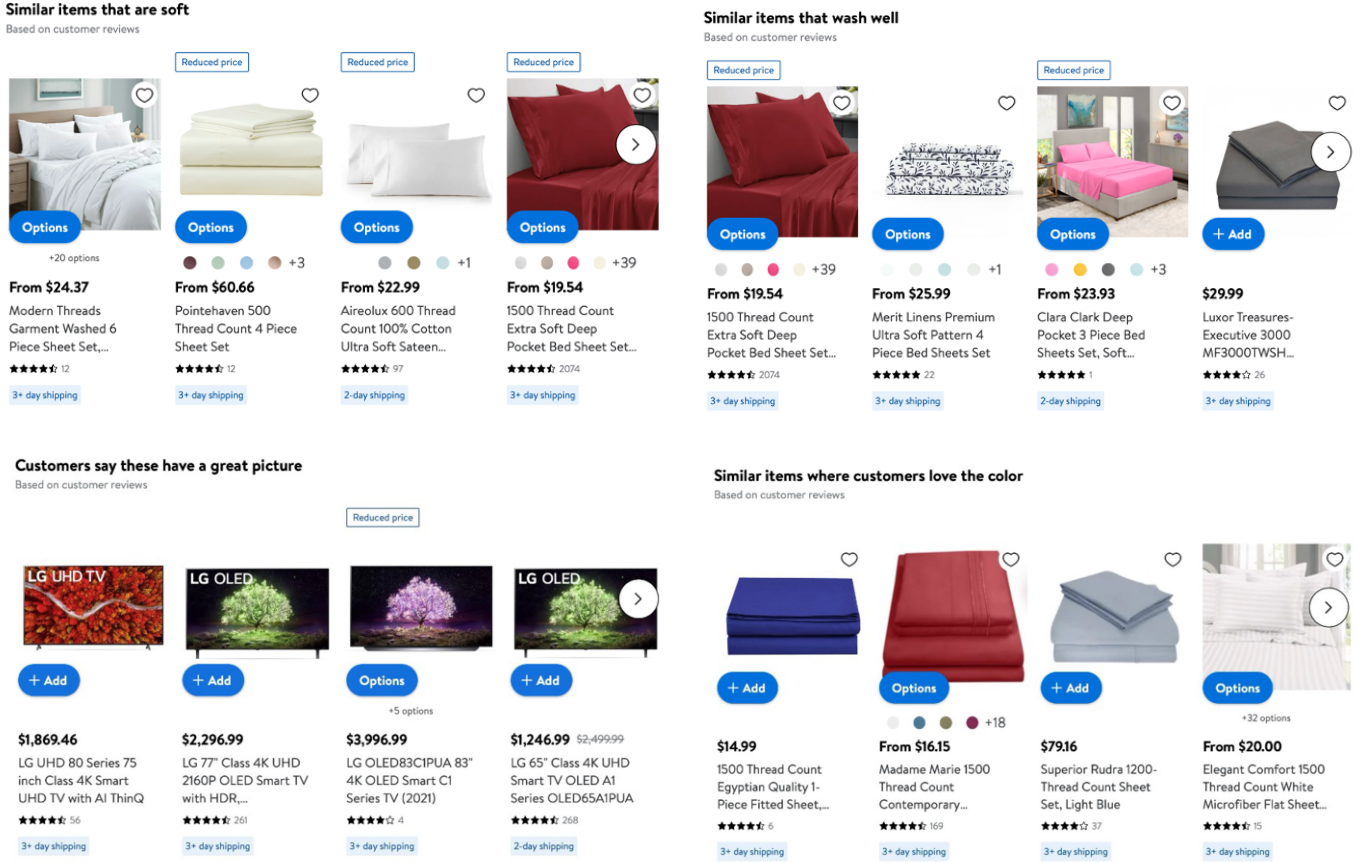 Similar items that are soft
Based on customer reviews
Reduced price
Reduced price
Reduced price
Options
Options
Options
Options
+20 options
+3
+1
+39
From $24.37
From $60.66
From $22.99
From $19.54
Modern Threads
Garment Washed 6
Piece Sheet Set,...
Pointehaven 500
Thread Count 4 Piece
Sheet Set
Aireolux 600 Thread
Count 100% Cotton
Ultra Soft Sateen...
1500 Thread Count
Extra Soft Deep
Pocket Bed Sheet Set...
12
12
97
2074
3+ day shipping
3+ day shipping
2-day shipping
3+ day shipping
Similar items that wash well
Based on customer reviews
Reduced price
Reduced price
Options
Options
Options
+ Add
+39
+1
+3
From $19.54
From $25.99
From $23.93
$29.99
1500 Thread Count
Extra Soft Deep
Pocket Bed Sheet Set...
Merit Linens Premium
Ultra Soft Pattern 4
Piece Bed Sheets Set
Clara Clark Deep
Pocket 3 Piece Bed
Sheets Set, Soft...
Luxor Treasures-
Executive 3000
MF3000TWSH...
2074
22
1
26
3+ day shipping
3+ day shipping
2-day shipping
3+ day shipping
Customers say these have a great picture
Based on customer reviews
Reduced price
LG UHD TV
LG OLED
LG OLED
+ Add
+ Add
Options
+ Add
+5 options
$1,869.46
$2,296.99
$3,996.99
$1,246.99 $2,499.99
LG UHD 80 Series 75
inch Class 4K Smart
UHD TV with AI ThinQ
LG 77" Class 4K UHD
2160P OLED Smart TV
with HDR,...
LG OLED83C1PUA 83"
4K OLED Smart C1
Series TV (2021)
LG 65" Class 4K UHD
Smart TV OLED A1
Series OLED65A1PUA
56
261
4
268
3+ day shipping
3+ day shipping
3+ day shipping
2-day shipping
Similar items where customers love the color
Based on customer reviews
+ Add
Options
+ Add
Options
+18
+32 options
$14.99
From $16.15
$79.16
From $20.00
1500 Thread Count
Egyptian Quality 1-
Piece Fitted Sheet,...
Madame Marie 1500
Thread Count
Contemporary...
Superior Rudra 1200-
Thread Count Sheet
Set, Light Blue
Elegant Comfort 1500
Thread Count White
Microfiber Flat Sheet...
6
169
37
15
3+ day shipping
3+ day shipping
3+ day shipping
3+ day shipping